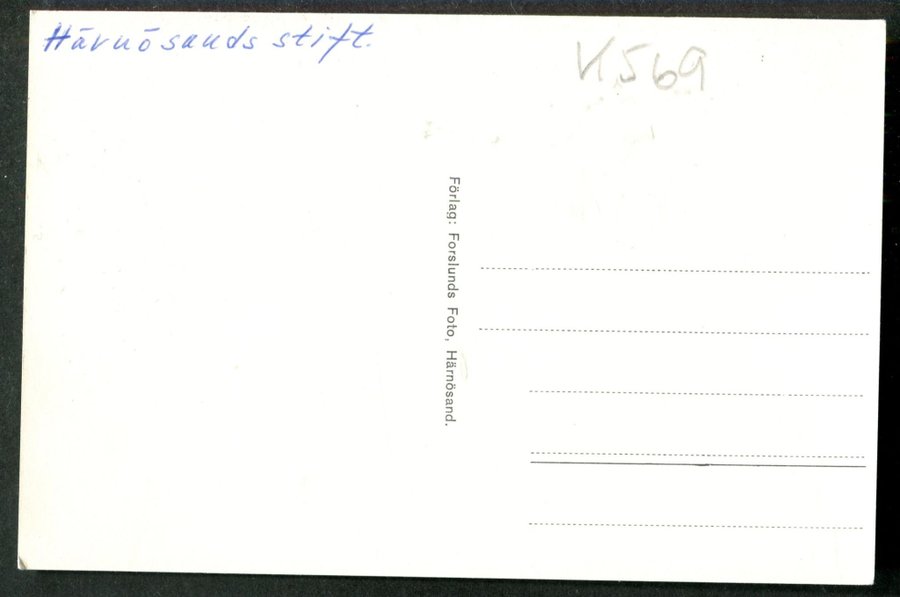 Härnösands stift.
K569
Förlag: Forslunds Foto, Härnösand.